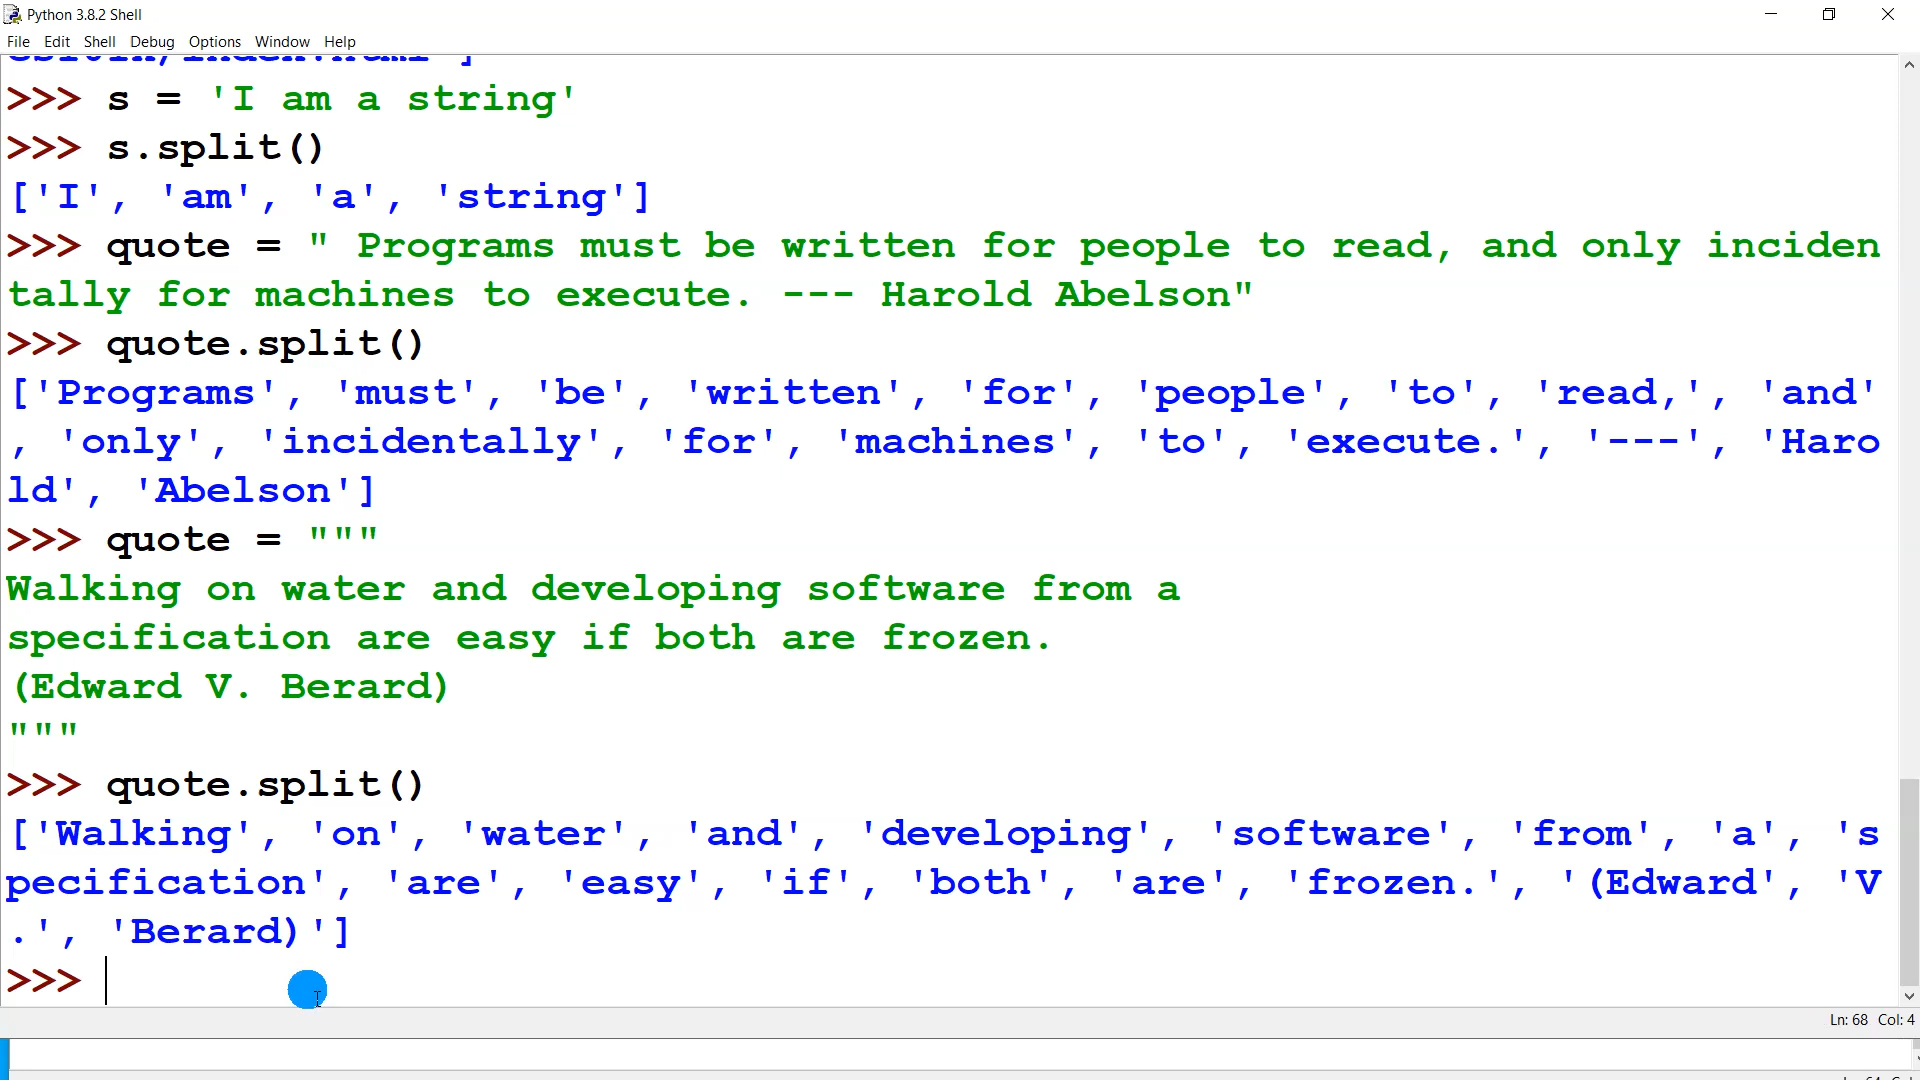 Python 3.8.2 Shell
File Edit Shell Debug Options Window Help
>>> s = 'I am a string'
>>> s.split()
['I', 'am', 'a', 'string']
>>> quote = " Programs must be written for people to read, and only inciden
tally for machines to execute. --- Harold Abelson"
>>> quote.split()
['Programs', 'must', 'be', 'written', 'for', 'people', 'to', 'read,', 'and'
, 'only', 'incidentally', 'for', 'machines', 'to', 'execute.', '---', 'Haro
ld', 'Abelson']
>>> quote = """
Walking on water and developing software from a
specification are easy if both are frozen.
(Edward V. Berard)
"""
>>> quote.split()
['Walking', 'on', 'water', 'and', 'developing', 'software', 'from', 'a', 's
pecification', 'are', 'easy', 'if', 'both', 'are', 'frozen.', '(Edward', 'V
.', 'Berard)']
>>>
Ln: 68 Col: 4